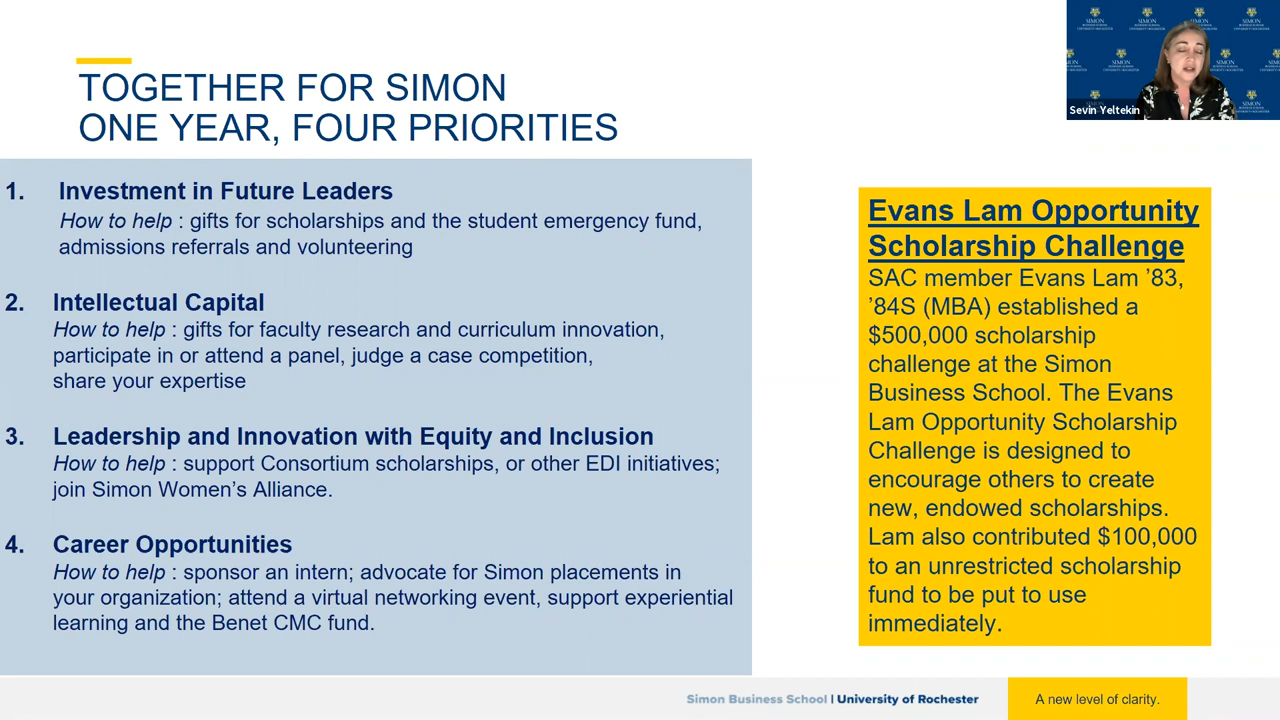 TOGETHER FOR SIMON
ONE YEAR, FOUR PRIORITIES
1. Investment in Future Leaders
How to help : gifts for scholarships and the student emergency fund,
admissions referrals and volunteering
2. Intellectual Capital
How to help : gifts for faculty research and curriculum innovation,
participate in or attend a panel, judge a case competition,
share your expertise
3. Leadership and Innovation with Equity and Inclusion
How to help : support Consortium scholarships, or other EDI initiatives;
join Simon Women’s Alliance.
4. Career Opportunities
How to help : sponsor an intern; advocate for Simon placements in
your organization; attend a virtual networking event, support experiential
learning and the Benet CMC fund.
Sevin Yeltekin
Evans Lam Opportunity
Scholarship Challenge
SAC member Evans Lam ’83,
’84S (MBA) established a
$500,000 scholarship
challenge at the Simon
Business School. The Evans
Lam Opportunity Scholarship
Challenge is designed to
encourage others to create
new, endowed scholarships.
Lam also contributed $100,000
to an unrestricted scholarship
fund to be put to use
immediately.
Simon Business School | University of Rochester
A new level of clarity.